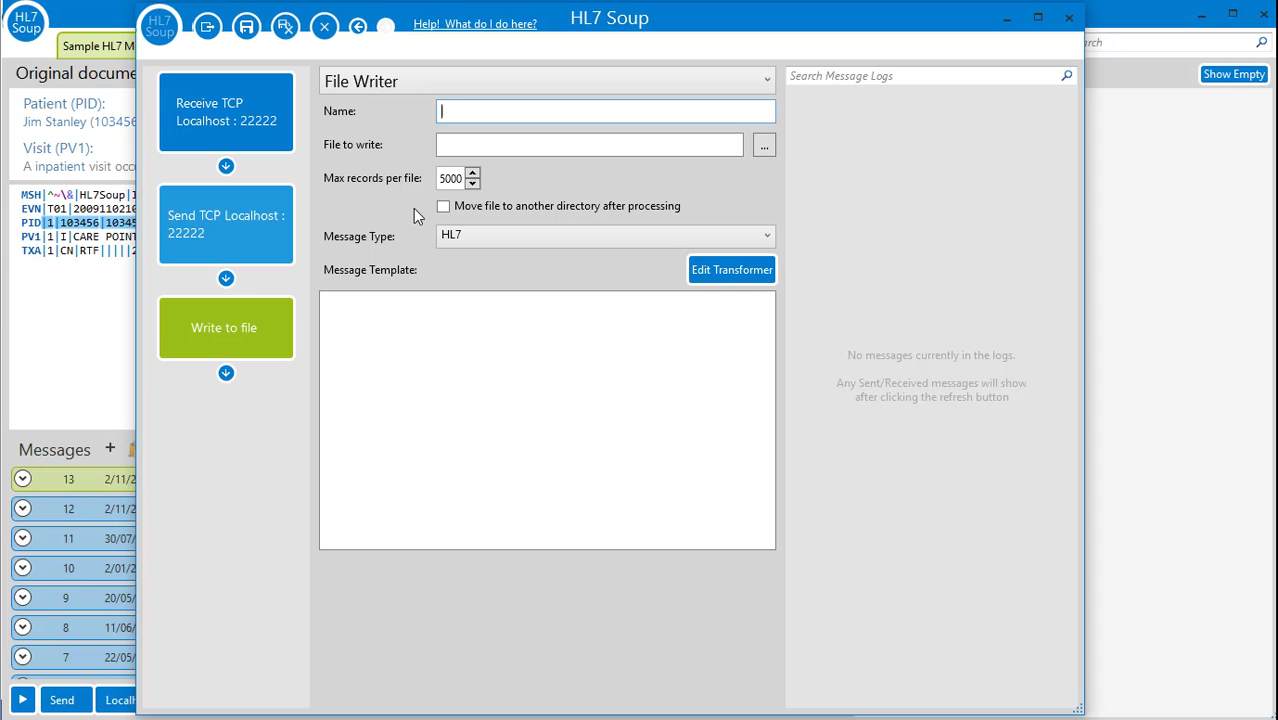 HL7
Soup
Sample HL7 M
Original docume
Patient (PID):
Jim Stanley (103456
Visit (PV1):
A inpatient visit occ
MSH|^~\&|HL7Soup|I
EVN|T01|2009110210
PID|1|103456|10345
PV1|1|I|CARE POINT
TXA|1|CN|RTF|||||2
Messages +
13 2/11/2
12 2/11/2
11 30/07/
10 2/01/2
9 20/05/
8 11/06/
7 22/05/
Send Localh
HL7
Soup
Help! What do I do here?
HL7 Soup
Receive TCP
Localhost : 22222
Send TCP Localhost :
22222
Write to file
File Writer
Name:
File to write:
...
Max records per file: 5000
Move file to another directory after processing
Message Type: HL7
Message Template: Edit Transformer
Search Message Logs
No messages currently in the logs.
Any Sent/Received messages will show
after clicking the refresh button
arch
Show Empty